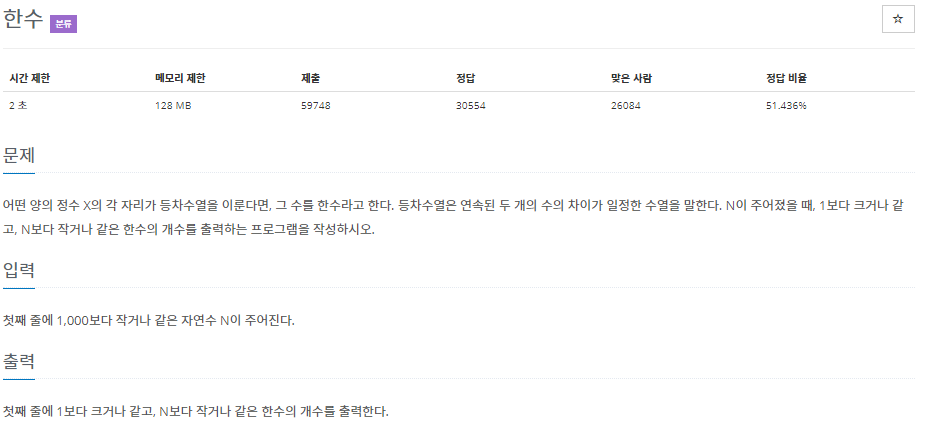 한수 분류 ☆
시간 제한 메모리 제한 제출 정답 맞은 사람 정답 비율
2 초 128 MB 59748 30554 26084 51.436%
문제
어떤 양의 정수 X의 각 자리가 등차수열을 이룬다면, 그 수를 한수라고 한다. 등차수열은 연속된 두 개의 수의 차이가 일정한 수열을 말한다. N이 주어졌을 때, 1보다 크거나 같
고, N보다 작거나 같은 한수의 개수를 출력하는 프로그램을 작성하시오.
입력
첫째 줄에 1,000보다 작거나 같은 자연수 N이 주어진다.
출력
첫째 줄에 1보다 크거나 같고, N보다 작거나 같은 한수의 개수를 출력한다.